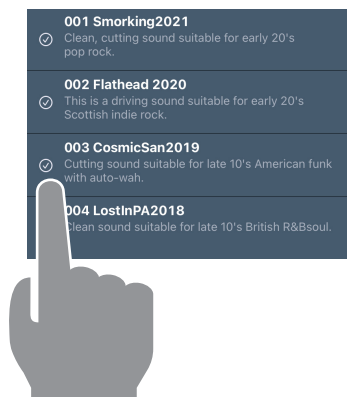 001 Smorking2021
Clean, cutting sound suitable for early 20's
pop rock.
002 Flathead 2020
This is a driving sound suitable for early 20's
Scottish indie rock.
003 CosmicSan2019
Cutting sound suitable for late 10's American funk
with auto-wah.
004 LostInPA2018
Clean sound suitable for late 10's British R&Bsoul.